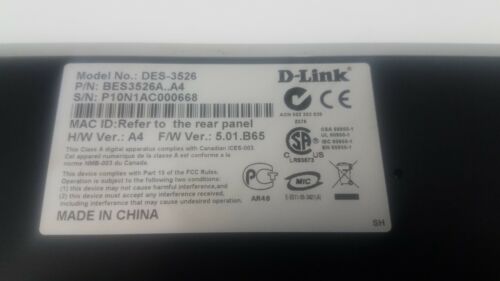 Model No.: DES-3526
P/N: BES3526A..A4
S/N: P10N1AC000668
MAC ID:Refer to the rear panel
H/W Ver.: A4 F/W Ver.: 5.01.B65
This Class A digital apparatus complies with Canadian ICES-003.
Cet appareil numérique de la classe A est conforme à la
norme NMB-003 du Canada.
This device complies with Part 15 of the FCC Rules.
Operation is subject to the following two conditions:
(1) this device may not cause harmful interference,and
(2) this device must accept any interference received,
including interference that may cause undesired
operation.
MADE IN CHINA
D-Link
C US
LR93873
AR46
MIC
SH